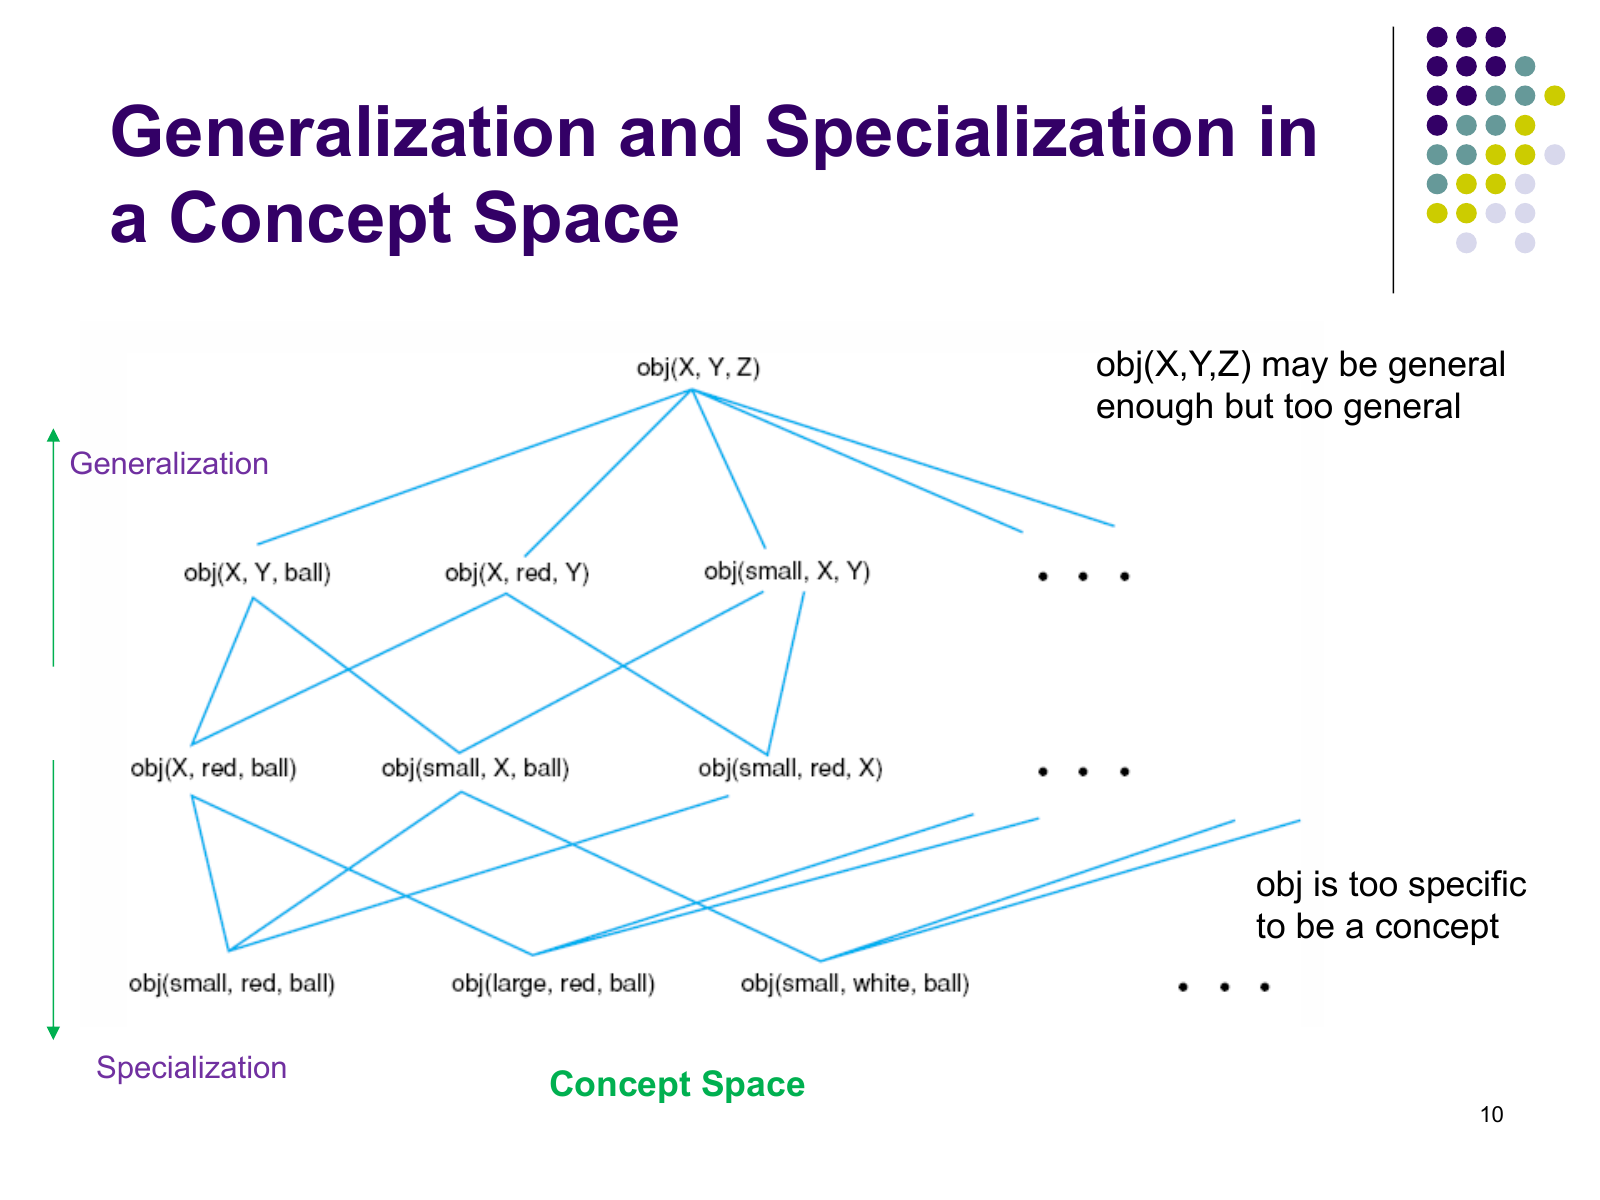 Generalization and Specialization in
a Concept Space
obj(X, Y, Z)
obj(X,Y,Z) may be general
enough but too general
Generalization
obj(X, Y, ball) obj(X, red, Y) obj(small, X, Y) . . .
obj(X, red, ball) obj(small, X, ball) obj(small, red, X) . . .
obj is too specific
to be a concept
obj(small, red, ball) obj(large, red, ball) obj(small, white, ball) . . .
Specialization
Concept Space
10